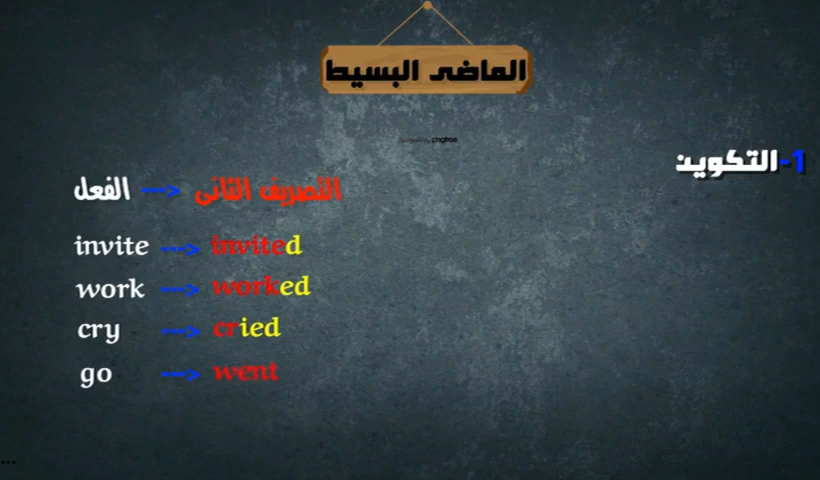 الماضى البسيط
1-التكوين
الفعل ---> التصريف الثانى
invite ---> invited
work ---> worked
cry ---> cried
go ---> went
...